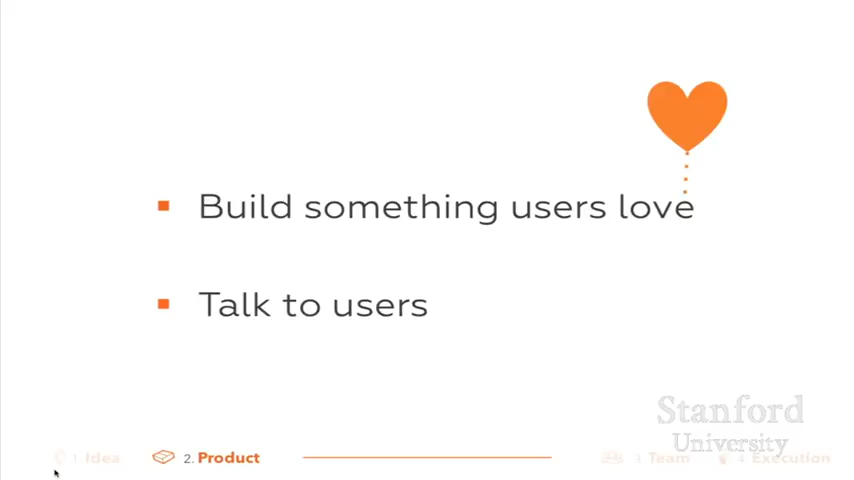 Build something users love
Talk to users
Stanford
University
1. Idea
2. Product
3. Team
4. Execution